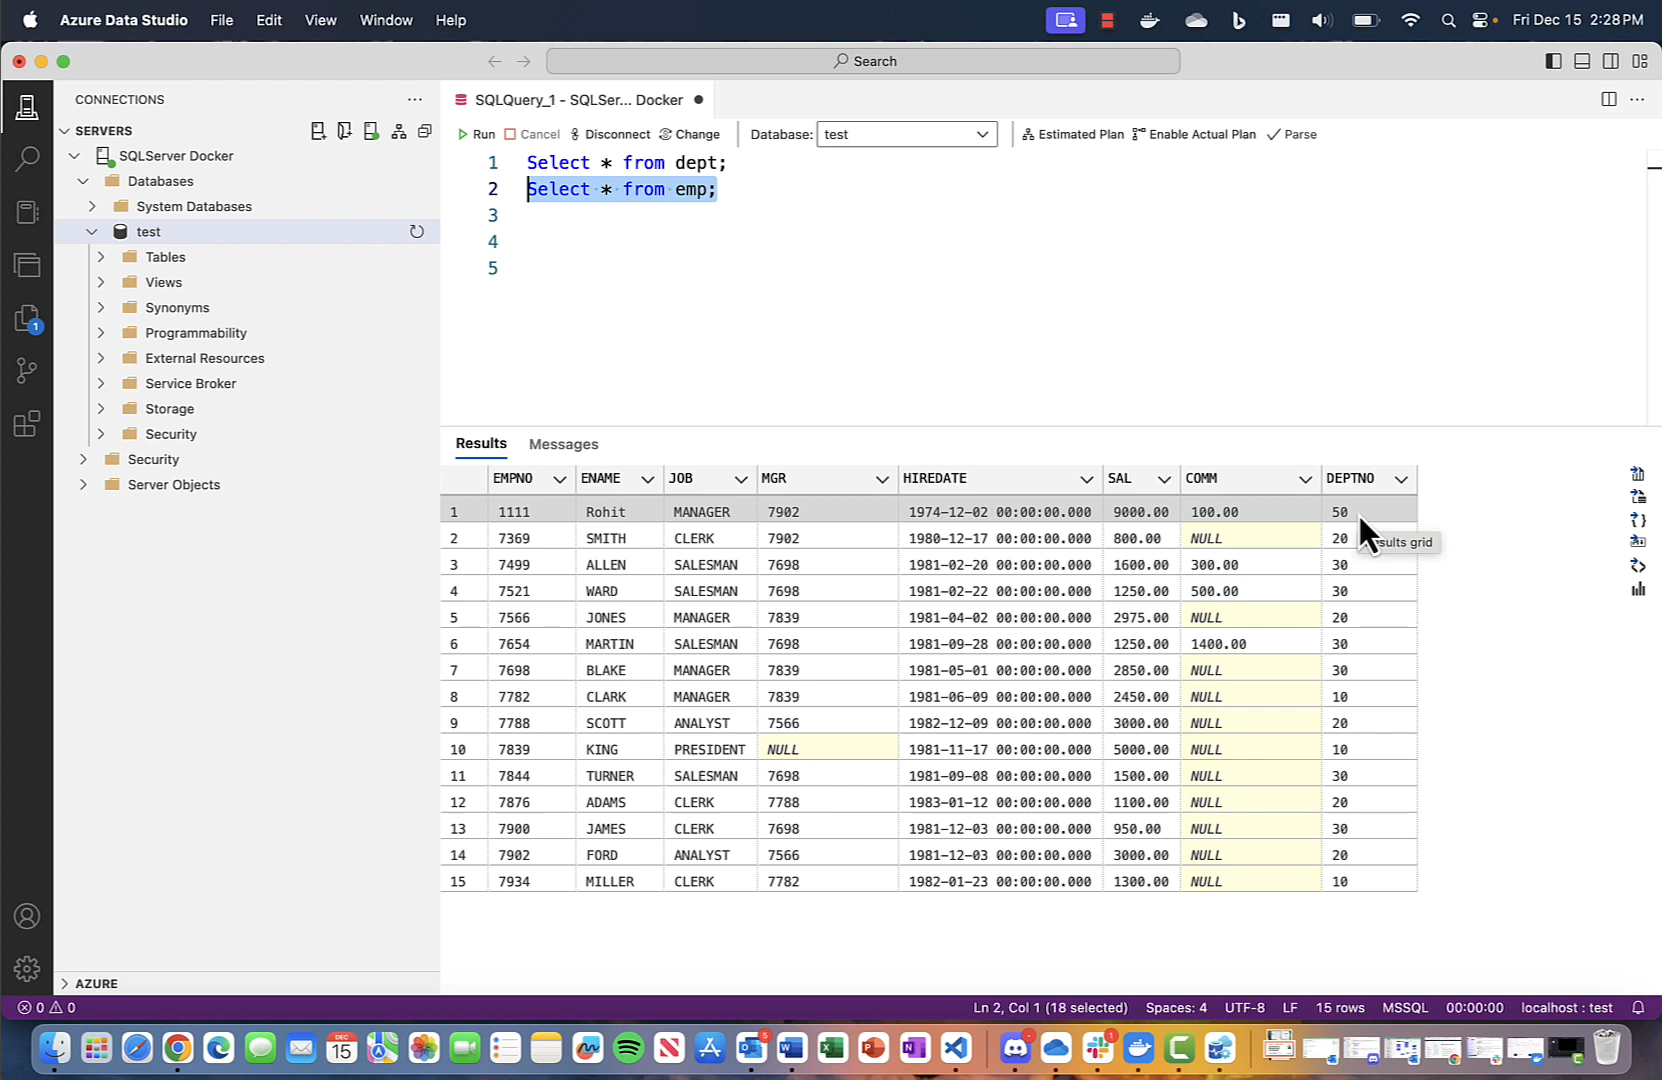 Azure Data Studio File Edit View Window Help Fri Dec 15 2:28 PM
Search
CONNECTIONS
SERVERS
SQLServer Docker
Databases
System Databases
test
Tables
Views
Synonyms
Programmability
External Resources
Service Broker
Storage
Security
Security
Server Objects
AZURE
1
SQLQuery_1 - SQLSer... Docker
Run Cancel Disconnect Change Database: test Estimated Plan Enable Actual Plan Parse
1 Select * from dept;
2 Select * from emp;
3
4
5
Results Messages
EMPNO ENAME JOB MGR HIREDATE SAL COMM DEPTNO
1 1111 Rohit MANAGER 7902 1974-12-02 00:00:00.000 9000.00 100.00 50
2 7369 SMITH CLERK 7902 1980-12-17 00:00:00.000 800.00 NULL 20
sults grid
3 7499 ALLEN SALESMAN 7698 1981-02-20 00:00:00.000 1600.00 300.00 30
4 7521 WARD SALESMAN 7698 1981-02-22 00:00:00.000 1250.00 500.00 30
5 7566 JONES MANAGER 7839 1981-04-02 00:00:00.000 2975.00 NULL 20
6 7654 MARTIN SALESMAN 7698 1981-09-28 00:00:00.000 1250.00 1400.00 30
7 7698 BLAKE MANAGER 7839 1981-05-01 00:00:00.000 2850.00 NULL 30
8 7782 CLARK MANAGER 7839 1981-06-09 00:00:00.000 2450.00 NULL 10
9 7788 SCOTT ANALYST 7566 1982-12-09 00:00:00.000 3000.00 NULL 20
10 7839 KING PRESIDENT NULL 1981-11-17 00:00:00.000 5000.00 NULL 10
11 7844 TURNER SALESMAN 7698 1981-09-08 00:00:00.000 1500.00 NULL 30
12 7876 ADAMS CLERK 7788 1983-01-12 00:00:00.000 1100.00 NULL 20
13 7900 JAMES CLERK 7698 1981-12-03 00:00:00.000 950.00 NULL 30
14 7902 FORD ANALYST 7566 1981-12-03 00:00:00.000 3000.00 NULL 20
15 7934 MILLER CLERK 7782 1982-01-23 00:00:00.000 1300.00 NULL 10
0 0 Ln 2, Col 1 (18 selected) Spaces: 4 UTF-8 LF 15 rows MSSQL 00:00:00 localhost : test
DEC 15 5 1